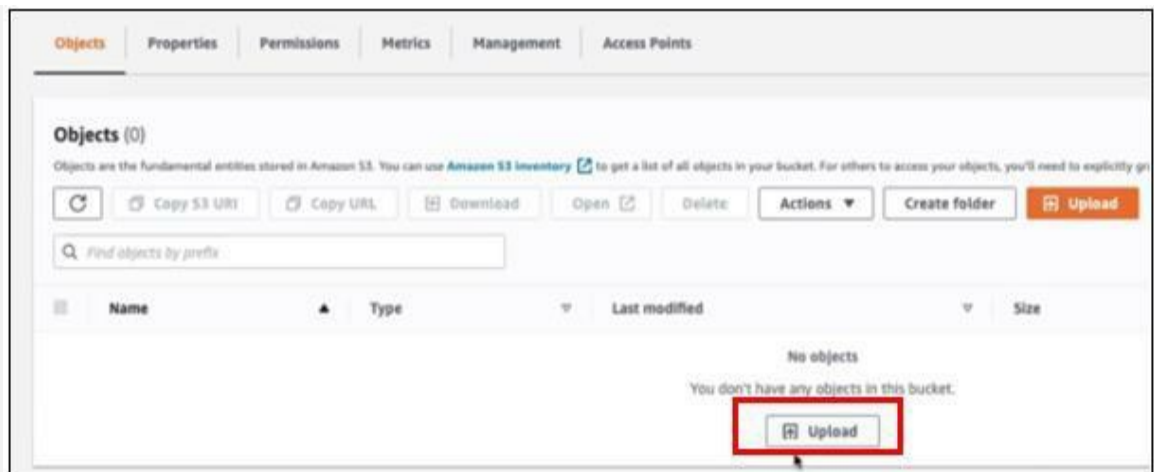 Objects Properties Permissions Metrics Management Access Points
Objects (0)
Objects are the fundamental entities stored in Amazon S3. You can use Amazon S3 inventory to get a list of all objects in your bucket. For others to access your objects, you'll need to explicitly gr
Copy S3 URI Copy URL Download Open Delete Actions Create folder Upload
Find objects by prefix
Name Type Last modified Size
No objects
You don't have any objects in this bucket.
Upload